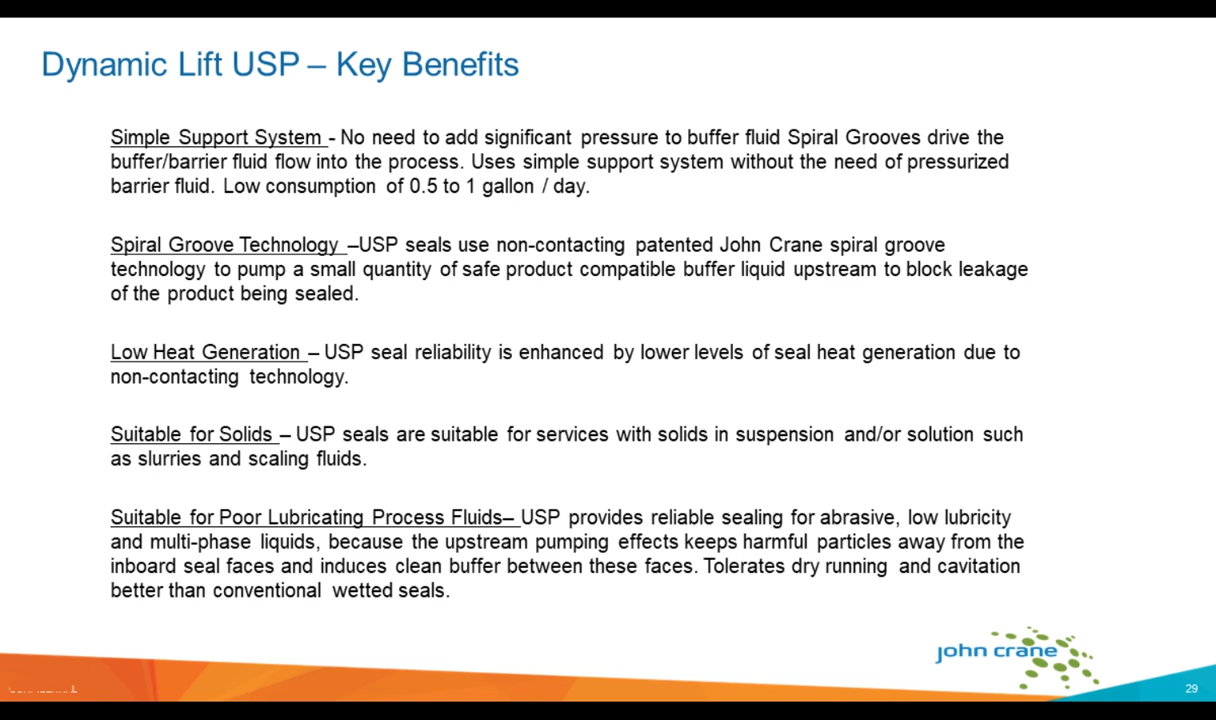 Dynamic Lift USP – Key Benefits
Simple Support System - No need to add significant pressure to buffer fluid Spiral Grooves drive the
buffer/barrier fluid flow into the process. Uses simple support system without the need of pressurized
barrier fluid. Low consumption of 0.5 to 1 gallon / day.
Spiral Groove Technology –USP seals use non-contacting patented John Crane spiral groove
technology to pump a small quantity of safe product compatible buffer liquid upstream to block leakage
of the product being sealed.
Low Heat Generation – USP seal reliability is enhanced by lower levels of seal heat generation due to
non-contacting technology.
Suitable for Solids – USP seals are suitable for services with solids in suspension and/or solution such
as slurries and scaling fluids.
Suitable for Poor Lubricating Process Fluids– USP provides reliable sealing for abrasive, low lubricity
and multi-phase liquids, because the upstream pumping effects keeps harmful particles away from the
inboard seal faces and induces clean buffer between these faces. Tolerates dry running and cavitation
better than conventional wetted seals.
john crane
29